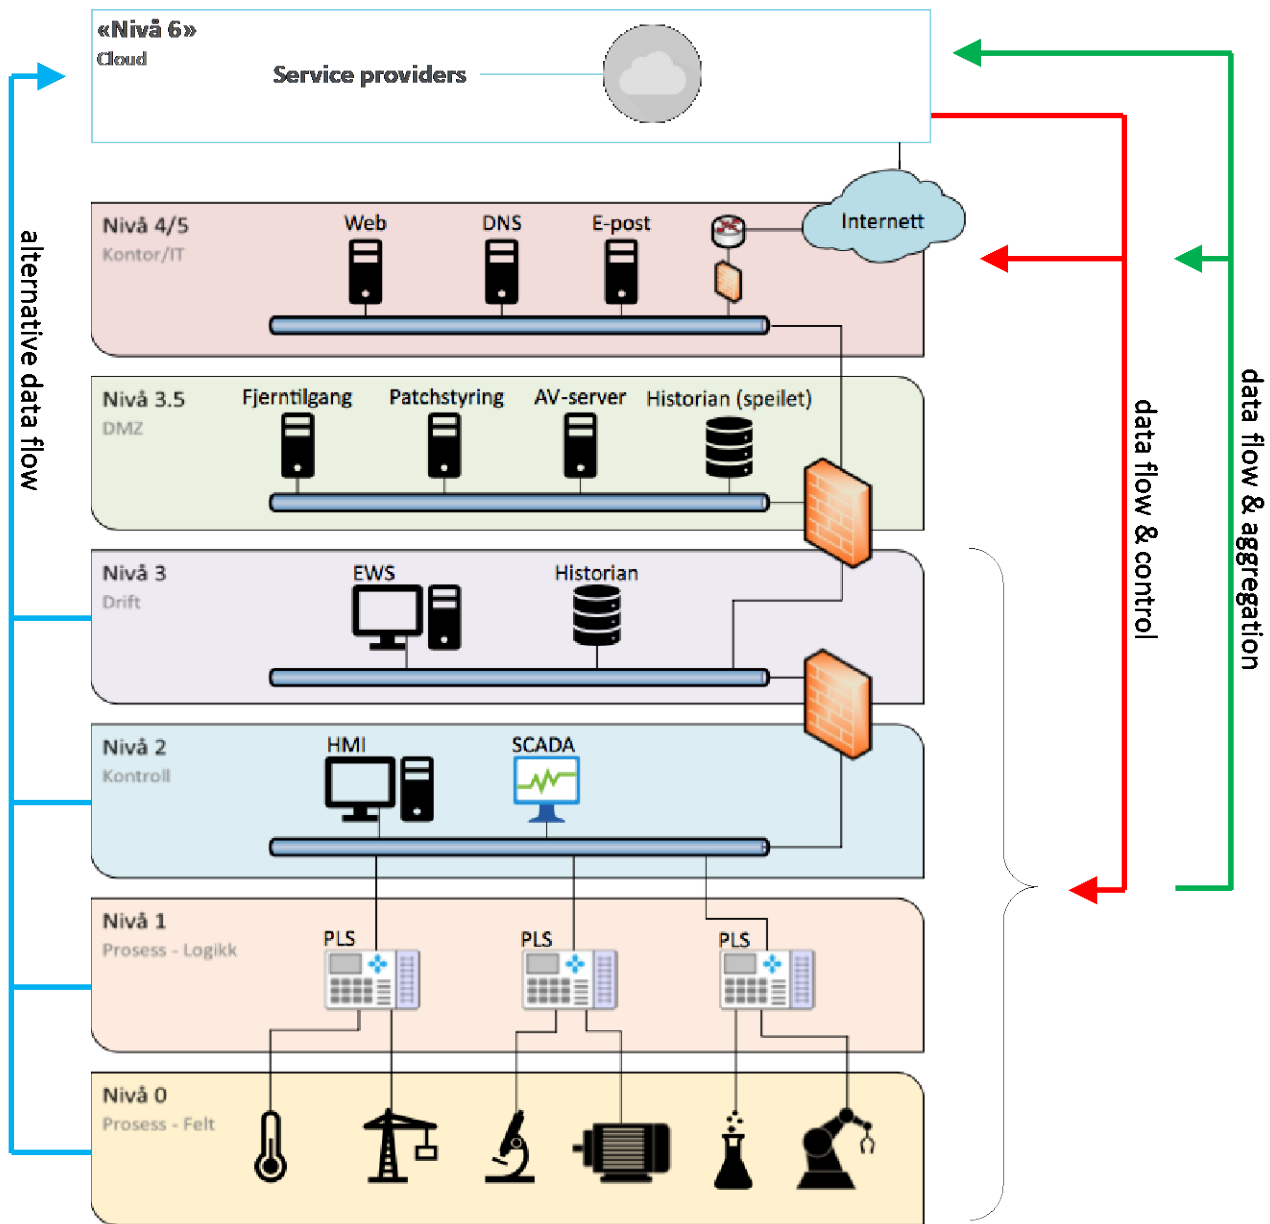 «Nivå 6»
Cloud
Service providers
Internett
Nivå 4/5
Kontor/IT
Web
DNS
E-post
Nivå 3.5
DMZ
Fjerntilgang
Patchstyring
AV-server
Historian (speilet)
Nivå 3
Drift
EWS
Historian
Nivå 2
Kontroll
HMI
SCADA
Nivå 1
Prosess - Logikk
PLS
PLS
PLS
Nivå 0
Prosess - Felt
alternative data flow
data flow & control
data flow & aggregation